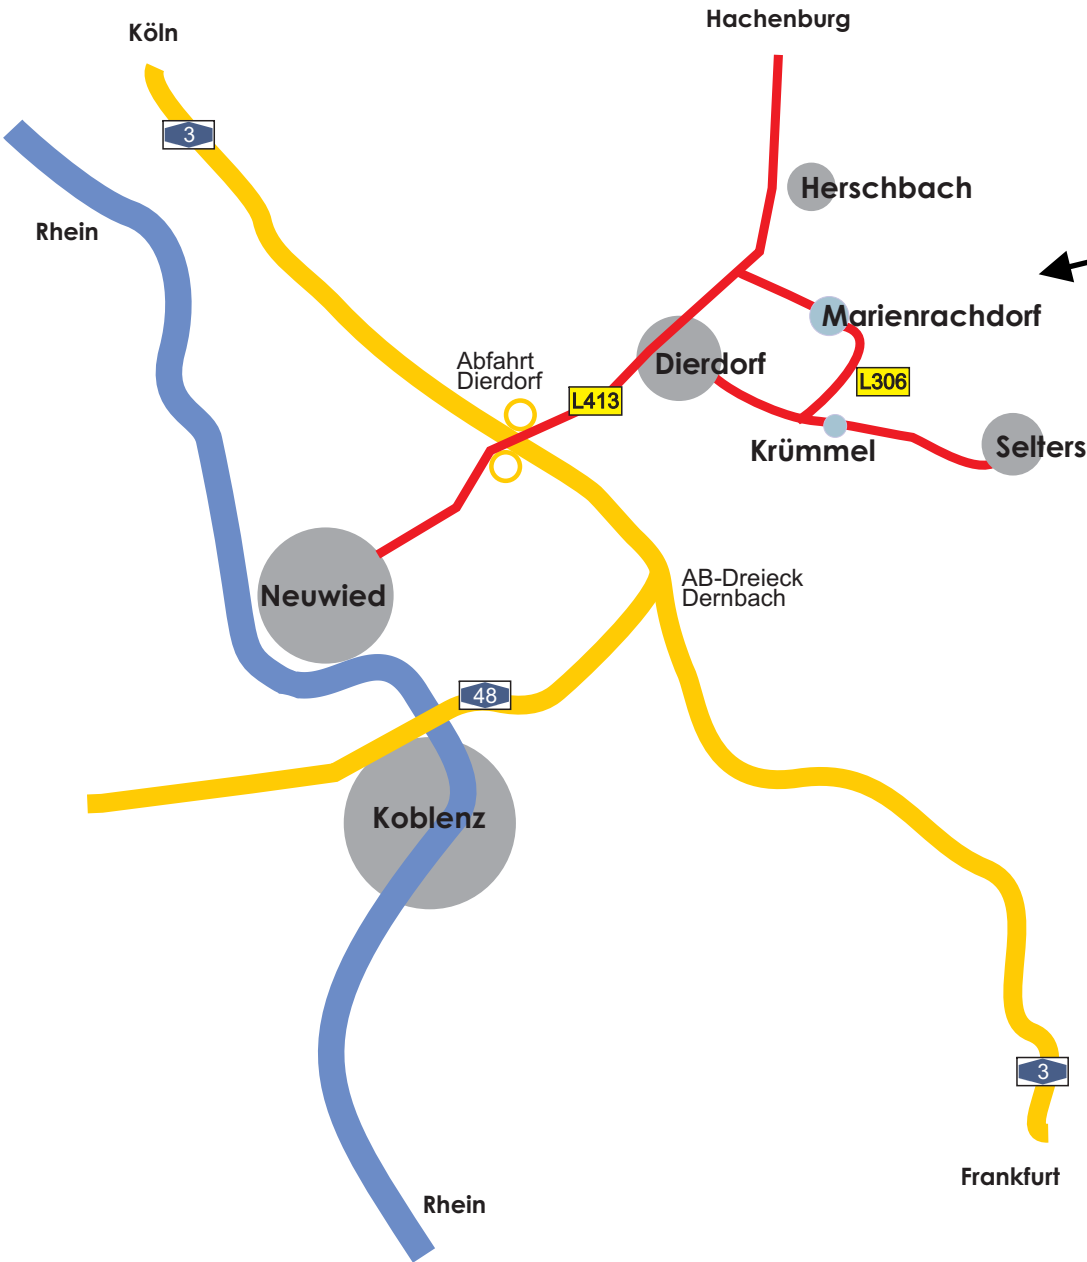 Hachenburg
Köln
3
Herschbach
Rhein
Marienrachdorf
Abfahrt
Dierdorf
Dierdorf
L306
L413
Krümmel
Selters
AB-Dreieck
Dernbach
Neuwied
48
Koblenz
3
Frankfurt
Rhein